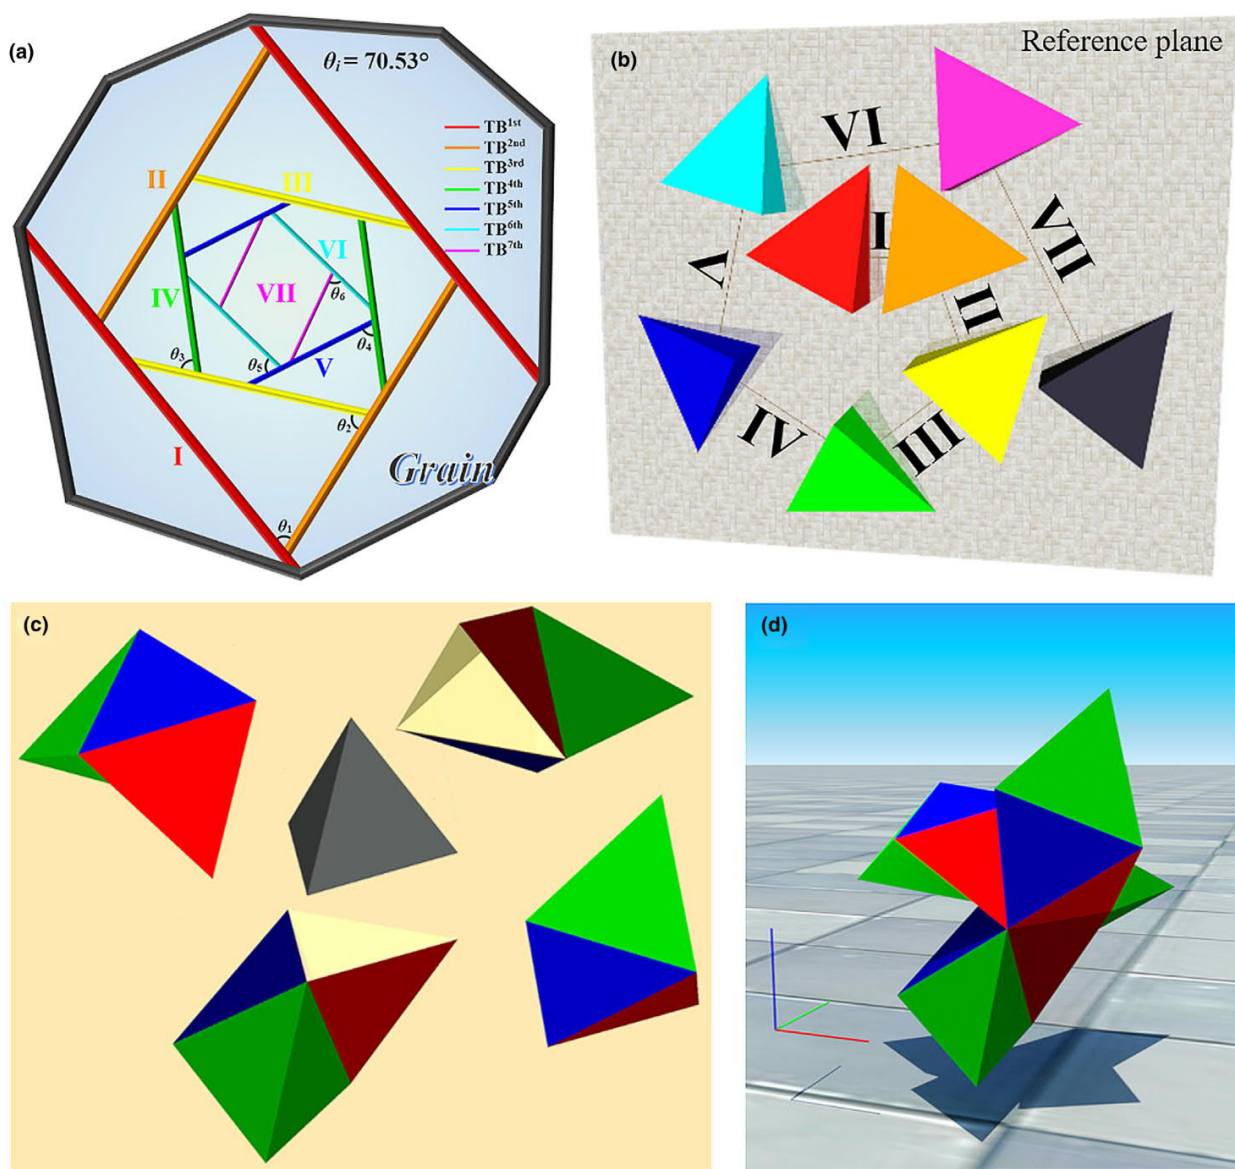 (a)
θi = 70.53°
TB1st
TB2nd
TB3rd
TB4th
TB5th
TB6th
TB7th
I
II
III
IV
V
VI
VII
θ1
θ2
θ3
θ4
θ5
θ6
Grain
(b)
Reference plane
VI
I
V
VII
II
IV
III
(c)
(d)